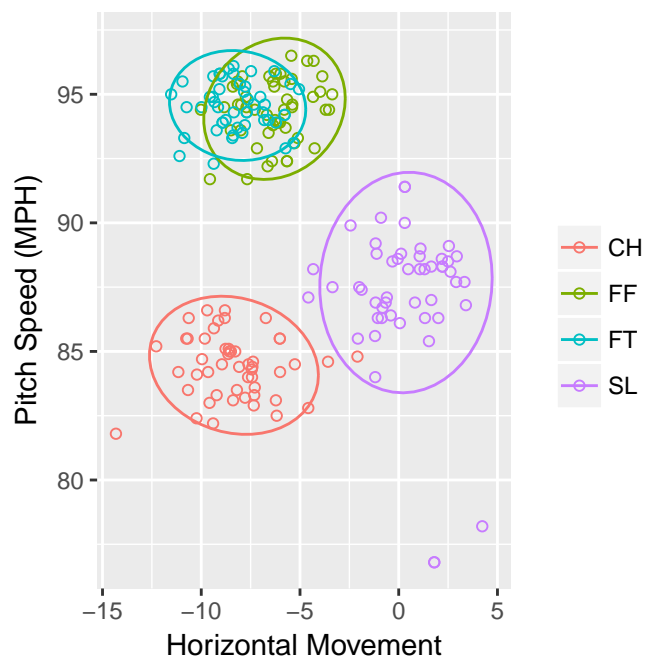 95
90
85
80
−15
−10
−5
0
5
Pitch Speed (MPH)
Horizontal Movement
CH
FF
FT
SL